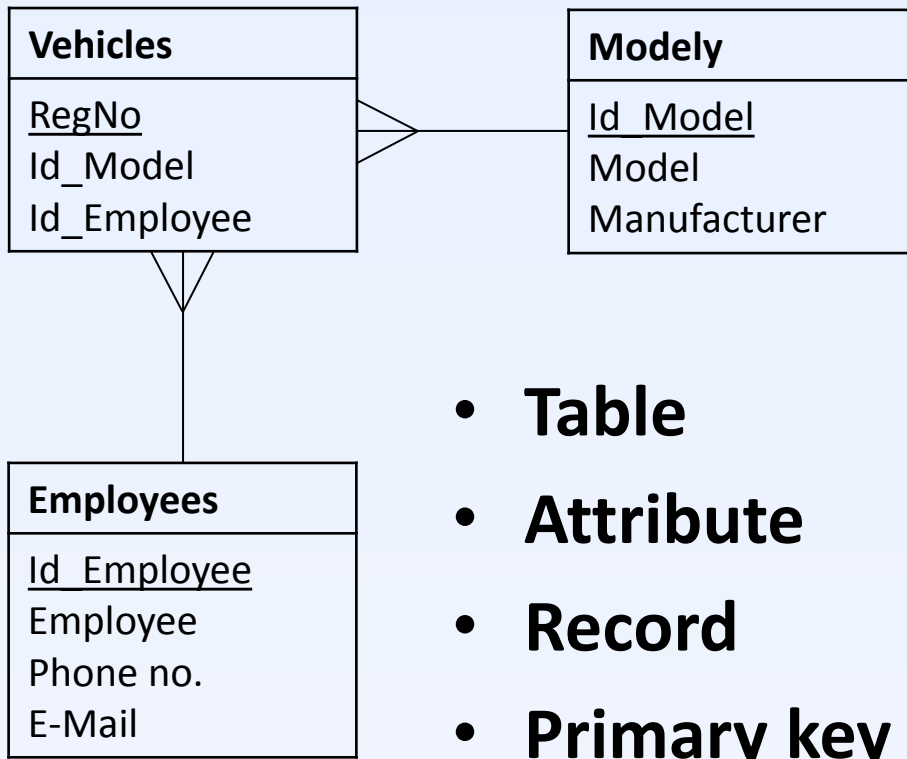 Vehicles
RegNo
Id_Model
Id_Employee
Modely
Id_Model
Model
Manufacturer
Employees
Id_Employee
Employee
Phone no.
E-Mail
• Table
• Attribute
• Record
• Primary key